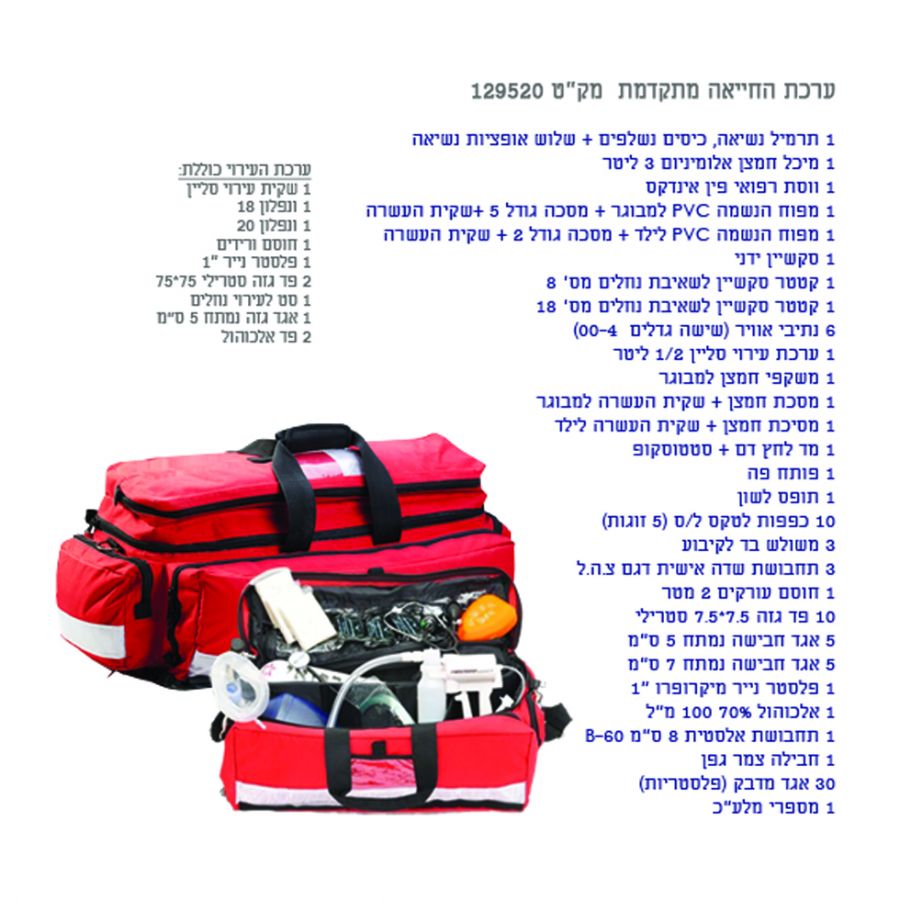 ערכת החייאה מתקדמת מק"ט 129520
1 תרמיל נשיאה, כיסים נשלפים + שלוש אופציות נשיאה
1 מיכל חמצן אלומיניום 3 ליטר
1 ווסת רפואי פין אינדקס
1 מפוח הנשמה PVC למבוגר + מסכה גודל 5 +שקית העשרה
1 מפוח הנשמה PVC לילד + מסכה גודל 2 + שקית העשרה
1 סקשיין ידני
1 קטטר סקשיין לשאיבת נוזלים מס' 8
1 קטטר סקשיין לשאיבת נוזלים מס' 18
6 נתיבי אוויר (שישה גדלים 00-4)
1 ערכת עירוי סליין 1/2 ליטר
1 משקפי חמצן למבוגר
1 מסכת חמצן + שקית העשרה למבוגר
1 מסיכת חמצן + שקית העשרה לילד
1 מד לחץ דם + סטטוסקופ
1 פותח פה
1 תופס לשון
10 כפפות לטקס ל/ס (5 זוגות)
3 משולש בד לקיבוע
3 תחבושת שדה אישית דגם צ.ה.ל
1 חוסם עורקים 2 מטר
10 פד גזה 7.5*7.5 סטרילי
5 אגד חבישה נמתח 5 ס"מ
5 אגד חבישה נמתח 7 ס"מ
1 פלסטר נייר מיקרופרו 1"
1 אלכוהול 70% 100 מ"ל
1 תחבושת אלסטית 8 ס"מ B-60
1 חבילה צמר גפן
30 אגד מדבק (פלסטריות)
1 מספרי מלע"כ
ערכת העירוי כוללת:
1 שקית עירוי סליין
1 ונפלון 18
1 ונפלון 20
1 חוסם ורידים
1 פלסטר נייר "1
2 פד גזה סטרילי 75*75
1 סט לעירוי נוזלים
1 אגד גזה נמתח 5 ס"מ
2 פד אלכוהול